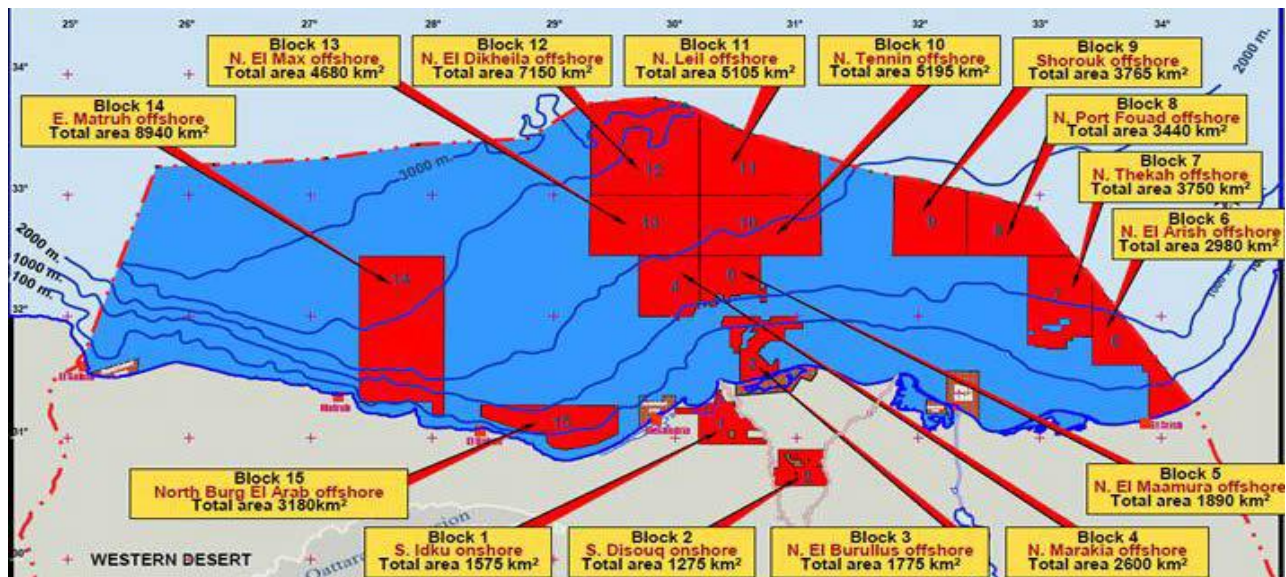 25° 26° 27° 28° 29° 30° 31° 32° 33° 34°
Block 13
N. El Max offshore
Total area 4680 km²
Block 12
N. El Dikheila offshore
Total area 7150 km²
Block 11
N. Leil offshore
Total area 5105 km²
Block 10
N. Tennin offshore
Total area 5195 km²
Block 9
Shorouk offshore
Total area 3765 km²
2000 m.
34°
Block 14
E. Matruh offshore
Total area 8940 km²
Block 8
N. Port Fouad offshore
Total area 3440 km²
3000 m.
12
11
Block 7
N. Thekah offshore
Total area 3750 km²
33°
13
10
9
8
Block 6
N. El Arish offshore
Total area 2980 km²
2000 m.
1000 m.
100 m.
14
4
7
1000 m.
32°
6
Matruh
31°
15
Alexandria
1
El Arish
2
Block 15
North Burg El Arab offshore
Total area 3180km²
Block 5
N. El Maamura offshore
Total area 1890 km²
30°
WESTERN DESERT
Block 1
S. Idku onshore
Total area 1575 km²
Block 2
S. Disouq onshore
Total area 1275 km²
Block 3
N. El Burullus offshore
Total area 1775 km²
Block 4
N. Marakia offshore
Total area 2600 km²